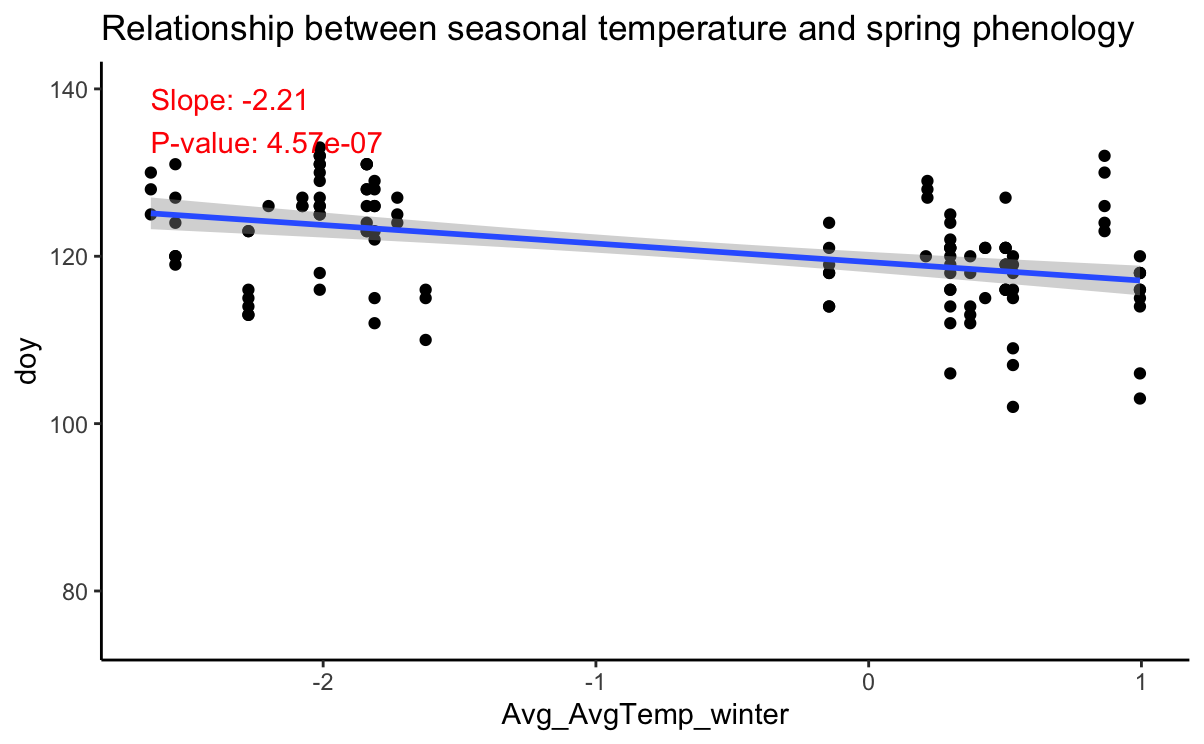 Relationship between seasonal temperature and spring phenology
140
Slope: -2.21
P-value: 4.57e-07
120
doy
100
80
-2
-1
0
1
Avg_AvgTemp_winter